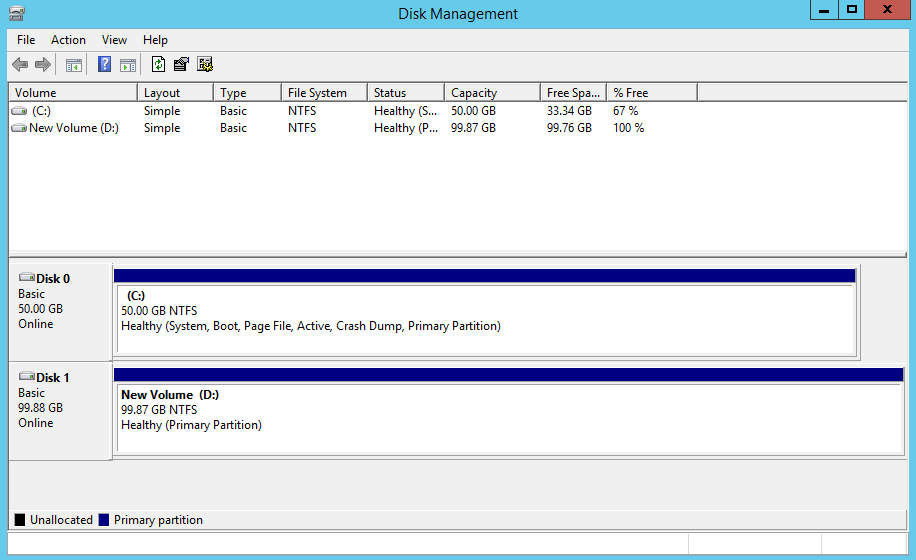 Disk Management
File Action View Help
Volume Layout Type File System Status Capacity Free Spa... % Free
(C:) Simple Basic NTFS Healthy (S... 50.00 GB 33.34 GB 67 %
New Volume (D:) Simple Basic NTFS Healthy (P... 99.87 GB 99.76 GB 100 %
Disk 0
Basic
50.00 GB
Online
(C:)
50.00 GB NTFS
Healthy (System, Boot, Page File, Active, Crash Dump, Primary Partition)
Disk 1
Basic
99.88 GB
Online
New Volume (D:)
99.87 GB NTFS
Healthy (Primary Partition)
Unallocated Primary partition